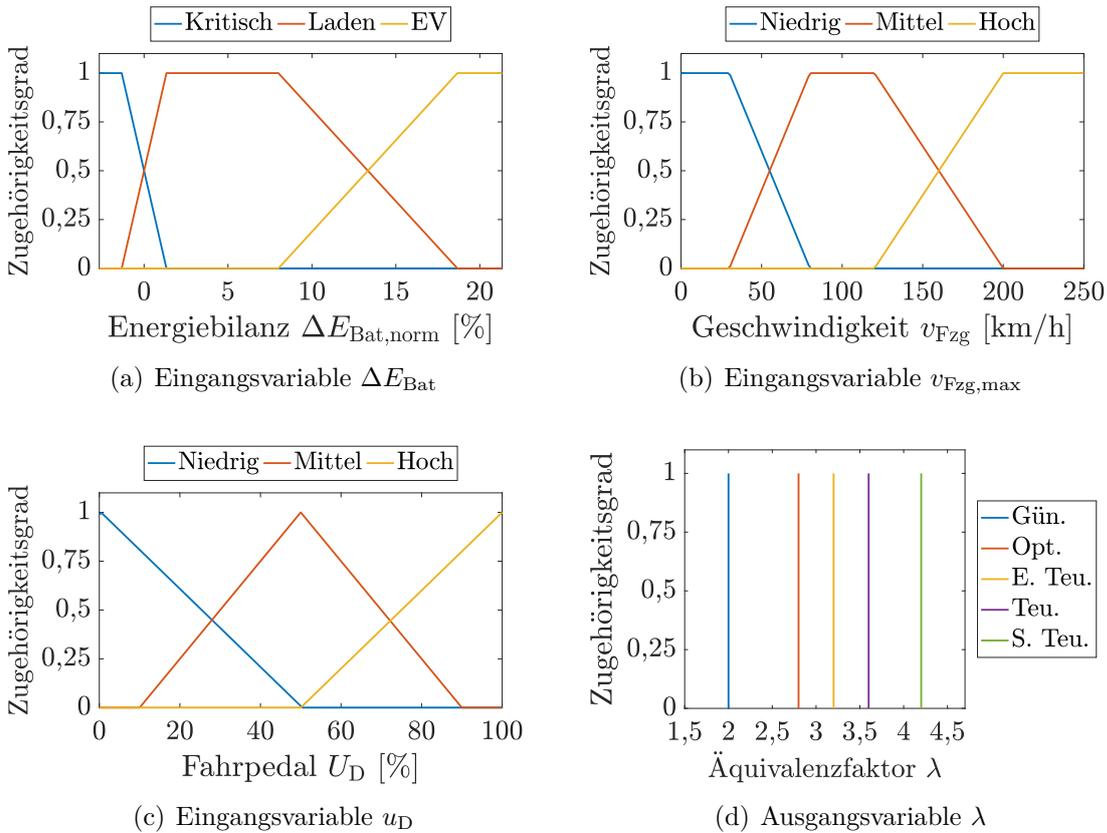 Kritisch Laden EV
Zugehörigkeitsgrad
1
0,75
0,5
0,25
0
0 5 10 15 20
Energiebilanz ΔE_Bat,norm [%]
(a) Eingangsvariable ΔE_Bat
Niedrig Mittel Hoch
Zugehörigkeitsgrad
1
0,75
0,5
0,25
0
0 50 100 150 200 250
Geschwindigkeit v_Fzg [km/h]
(b) Eingangsvariable v_Fzg,max
Niedrig Mittel Hoch
Zugehörigkeitsgrad
1
0,75
0,5
0,25
0
0 20 40 60 80 100
Fahrpedal U_D [%]
(c) Eingangsvariable u_D
Zugehörigkeitsgrad
1
0,75
0,5
0,25
0
1,5 2 2,5 3 3,5 4 4,5
Äquivalenzfaktor λ
Gün.
Opt.
E. Teu.
Teu.
S. Teu.
(d) Ausgangsvariable λ